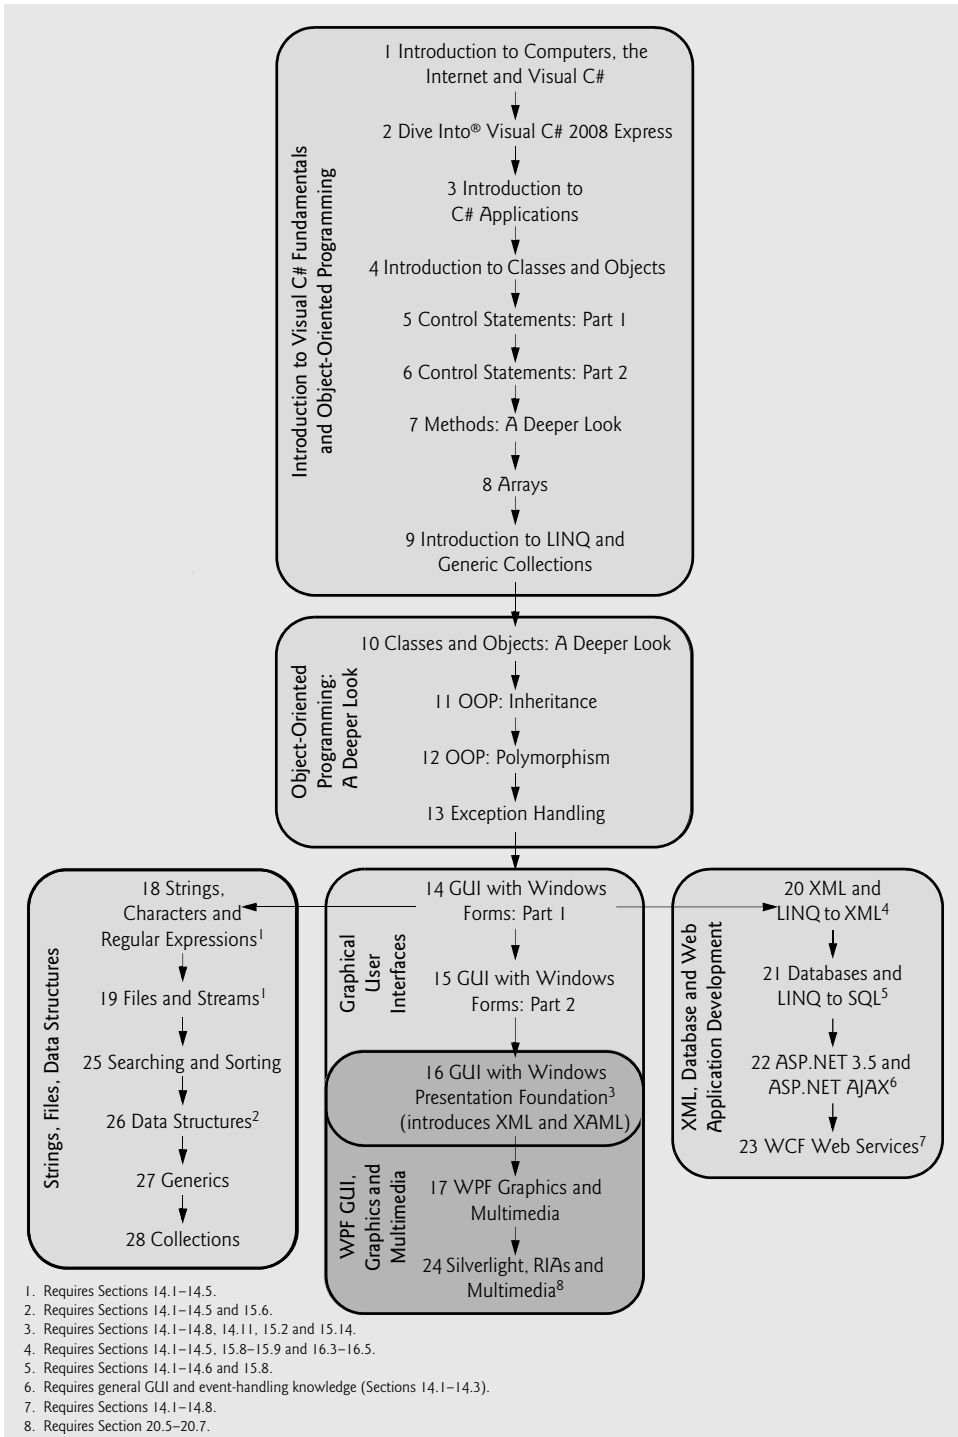 1 Introduction to Computers, the
Internet and Visual C#
2 Dive Into® Visual C# 2008 Express
3 Introduction to
C# Applications
4 Introduction to Classes and Objects
5 Control Statements: Part 1
6 Control Statements: Part 2
7 Methods: A Deeper Look
8 Arrays
9 Introduction to LINQ and
Generic Collections
Introduction to Visual C# Fundamentals
and Object-Oriented Programming
10 Classes and Objects: A Deeper Look
11 OOP: Inheritance
12 OOP: Polymorphism
13 Exception Handling
Object-Oriented
Programming:
A Deeper Look
18 Strings,
Characters and
Regular Expressions1
19 Files and Streams1
25 Searching and Sorting
26 Data Structures2
27 Generics
28 Collections
Strings, Files, Data Structures
14 GUI with Windows
Forms: Part 1
15 GUI with Windows
Forms: Part 2
Graphical
User
Interfaces
16 GUI with Windows
Presentation Foundation3
(introduces XML and XAML)
17 WPF Graphics and
Multimedia
24 Silverlight, RIAs and
Multimedia8
WPF GUI,
Graphics and
Multimedia
20 XML and
LINQ to XML4
21 Databases and
LINQ to SQL5
22 ASP.NET 3.5 and
ASP.NET AJAX6
23 WCF Web Services7
XML, Database and Web
Application Development
1. Requires Sections 14.1–14.5.
2. Requires Sections 14.1–14.5 and 15.6.
3. Requires Sections 14.1–14.8, 14.11, 15.2 and 15.14.
4. Requires Sections 14.1–14.5, 15.8–15.9 and 16.3–16.5.
5. Requires Sections 14.1–14.6 and 15.8.
6. Requires general GUI and event-handling knowledge (Sections 14.1–14.3).
7. Requires Sections 14.1–14.8.
8. Requires Section 20.5–20.7.